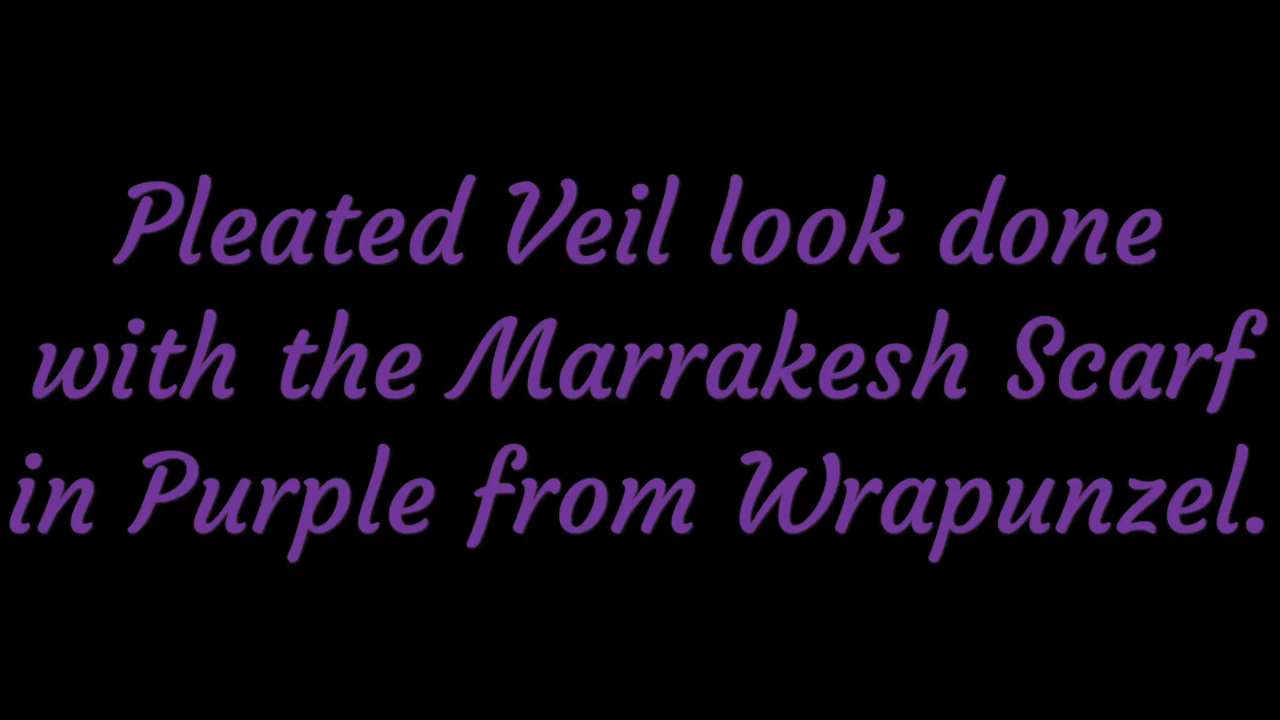 Pleated Veil look done
with the Marrakesh Scarf
in Purple from Wrapunzel.